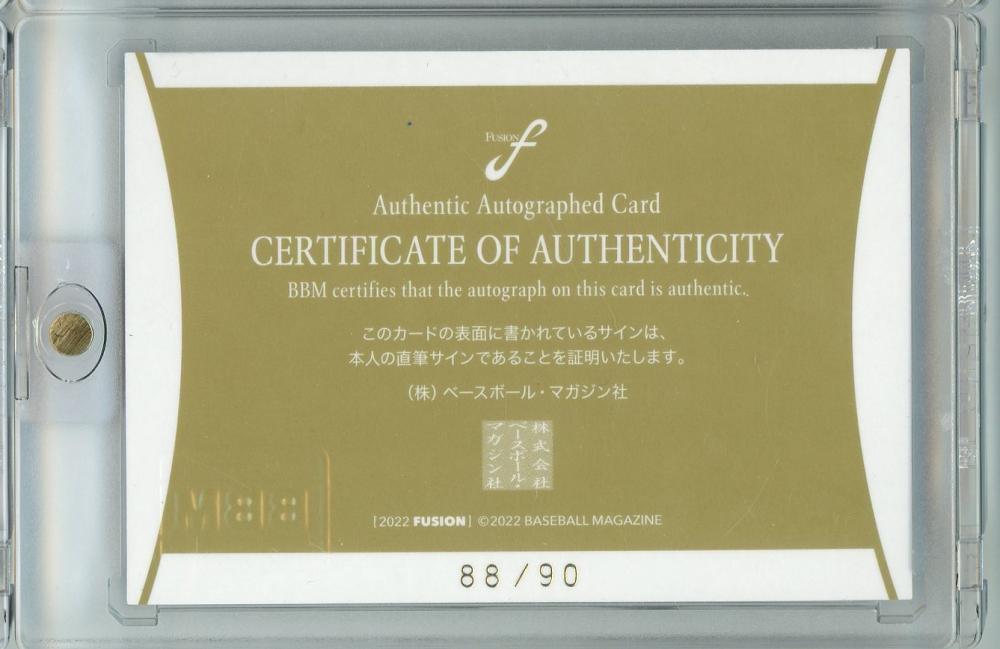 FUSION f
Authentic Autographed Card
CERTIFICATE OF AUTHENTICITY
BBM certifies that the autograph on this card is authentic.
このカードの表面に書かれているサインは、
本人の直筆サインであることを証明いたします。
(株)ベースボール・マガジン社
株式会社
ベースボール・
マガジン社
BBM
[2022 FUSION] ©2022 BASEBALL MAGAZINE
88/90